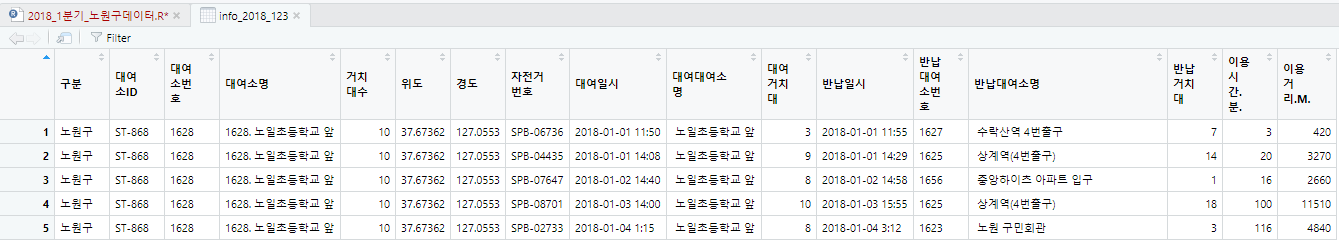 2018_1분기_노원구데이터.R* info_2018_123
Filter
구분 대여소ID 대여소번호 대여소명 거치대수 위도 경도 자전거번호 대여일시 대여대여소명 대여거치대 반납일시 반납대여소번호 반납대여소명 반납거치대 이용시간.분. 이용거리.M.
1 노원구 ST-868 1628 1628. 노일초등학교 앞 10 37.67362 127.0553 SPB-06736 2018-01-01 11:50 노일초등학교 앞 3 2018-01-01 11:55 1627 수락산역 4번출구 7 3 420
2 노원구 ST-868 1628 1628. 노일초등학교 앞 10 37.67362 127.0553 SPB-04435 2018-01-01 14:08 노일초등학교 앞 9 2018-01-01 14:29 1625 상계역(4번출구) 14 20 3270
3 노원구 ST-868 1628 1628. 노일초등학교 앞 10 37.67362 127.0553 SPB-07647 2018-01-02 14:40 노일초등학교 앞 8 2018-01-02 14:58 1656 중앙하이츠 아파트 입구 1 16 2660
4 노원구 ST-868 1628 1628. 노일초등학교 앞 10 37.67362 127.0553 SPB-08701 2018-01-03 14:00 노일초등학교 앞 10 2018-01-03 15:55 1625 상계역(4번출구) 18 100 11510
5 노원구 ST-868 1628 1628. 노일초등학교 앞 10 37.67362 127.0553 SPB-02733 2018-01-04 1:15 노일초등학교 앞 8 2018-01-04 3:12 1623 노원 구민회관 3 116 4840